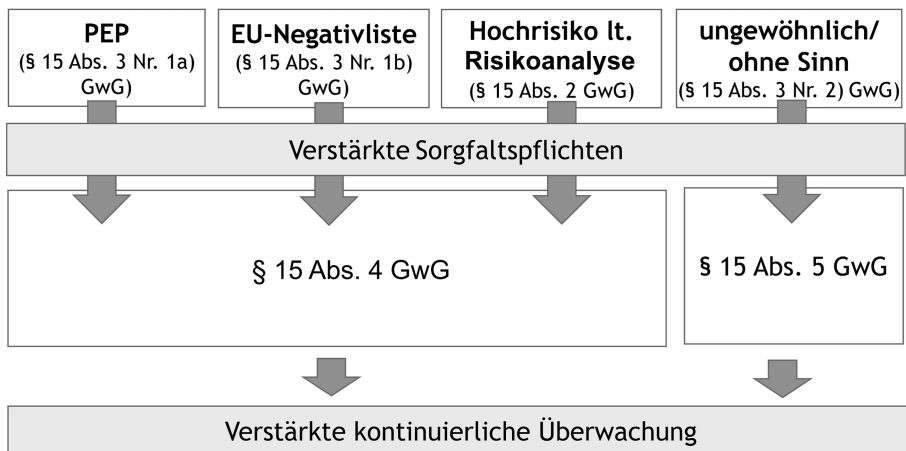 PEP
(§ 15 Abs. 3 Nr. 1a)
GwG)
EU-Negativliste
(§ 15 Abs. 3 Nr. 1b)
GwG)
Hochrisiko lt.
Risikoanalyse
(§ 15 Abs. 2 GwG)
ungewöhnlich/
ohne Sinn
(§ 15 Abs. 3 Nr. 2) GwG)
Verstärkte Sorgfaltspflichten
§ 15 Abs. 4 GwG
§ 15 Abs. 5 GwG
Verstärkte kontinuierliche Überwachung